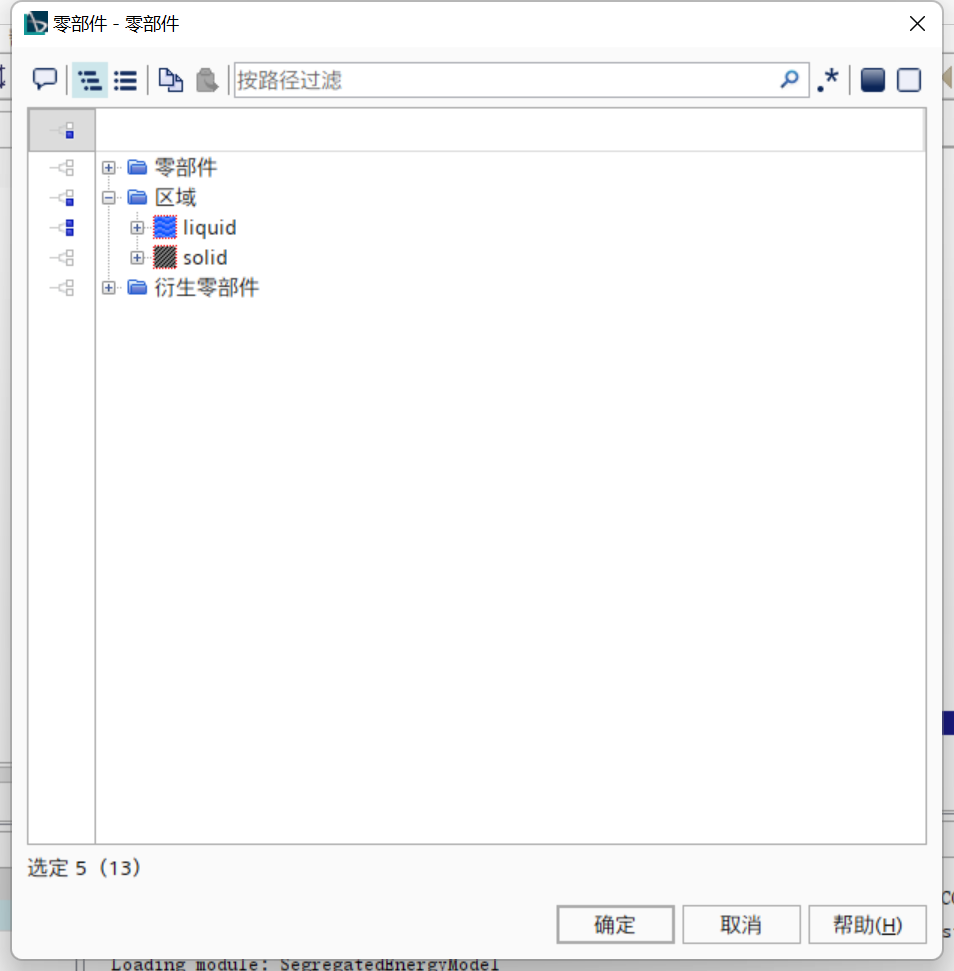 零部件 - 零部件
按路径过滤
零部件
区域
liquid
solid
衍生零部件
选定 5（13）
确定 取消 帮助(H)
Loading module: SegregatedEnergyModel